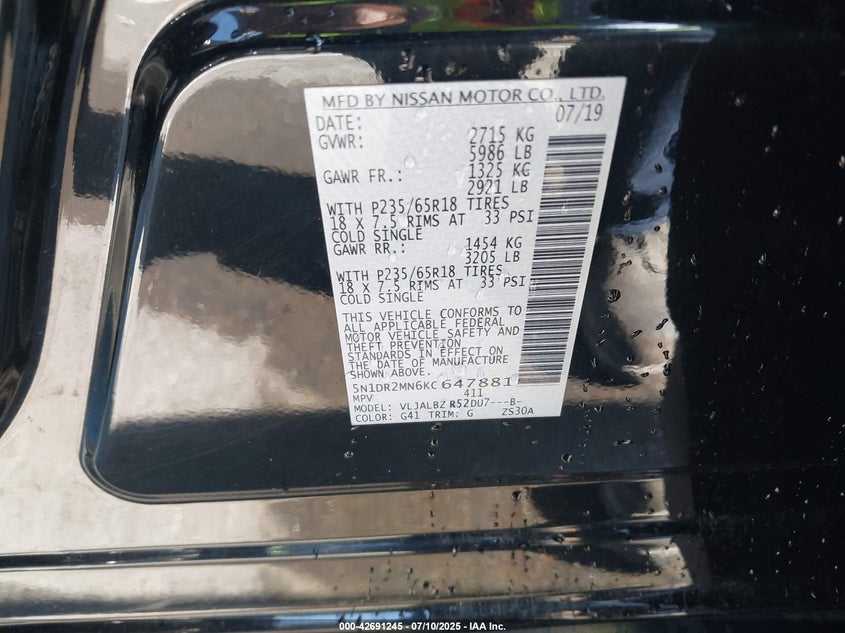 MFD BY NISSAN MOTOR CO., LTD.
DATE: 07/19
GVWR: 2715 KG
5986 LB
GAWR FR.: 1325 KG
2921 LB
WITH P235/65R18 TIRES
18 X 7.5 RIMS AT 33 PSI
COLD SINGLE
GAWR RR.: 1454 KG
3205 LB
WITH P235/65R18 TIRES
18 X 7.5 RIMS AT 33 PSI
COLD SINGLE
THIS VEHICLE CONFORMS TO
ALL APPLICABLE FEDERAL
MOTOR VEHICLE SAFETY AND
THEFT PREVENTION
STANDARDS IN EFFECT ON
THE DATE OF MANUFACTURE
SHOWN ABOVE.
5N1DR2MN6KC647881
MPV 411
MODEL: VLJALBZ R52DU7---B-
COLOR: G41 TRIM: G ZS30A
000-42691245 - 07/10/2025 - IAA Inc.